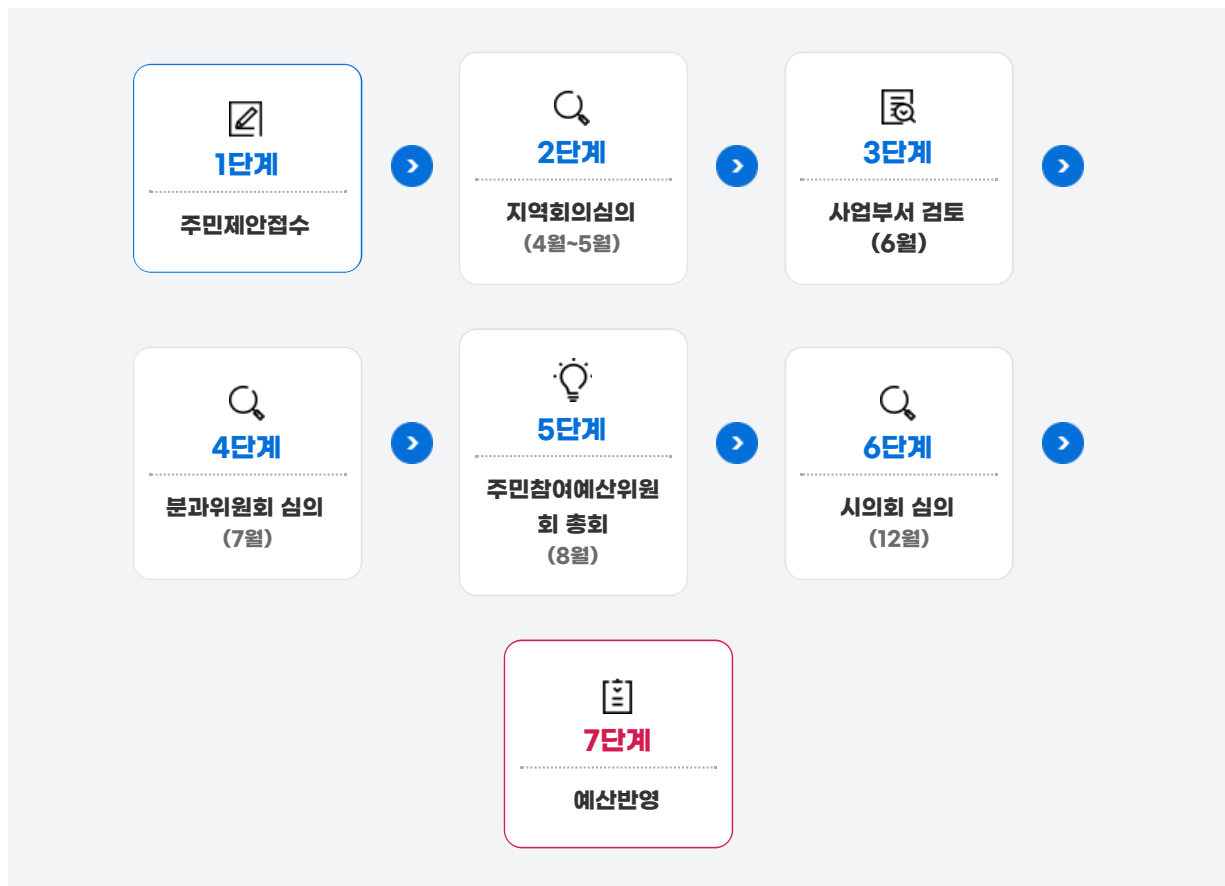 1단계
주민제안접수
2단계
지역회의심의
(4월~5월)
3단계
사업부서 검토
(6월)
4단계
분과위원회 심의
(7월)
5단계
주민참여예산위원
회 총회
(8월)
6단계
시의회 심의
(12월)
7단계
예산반영